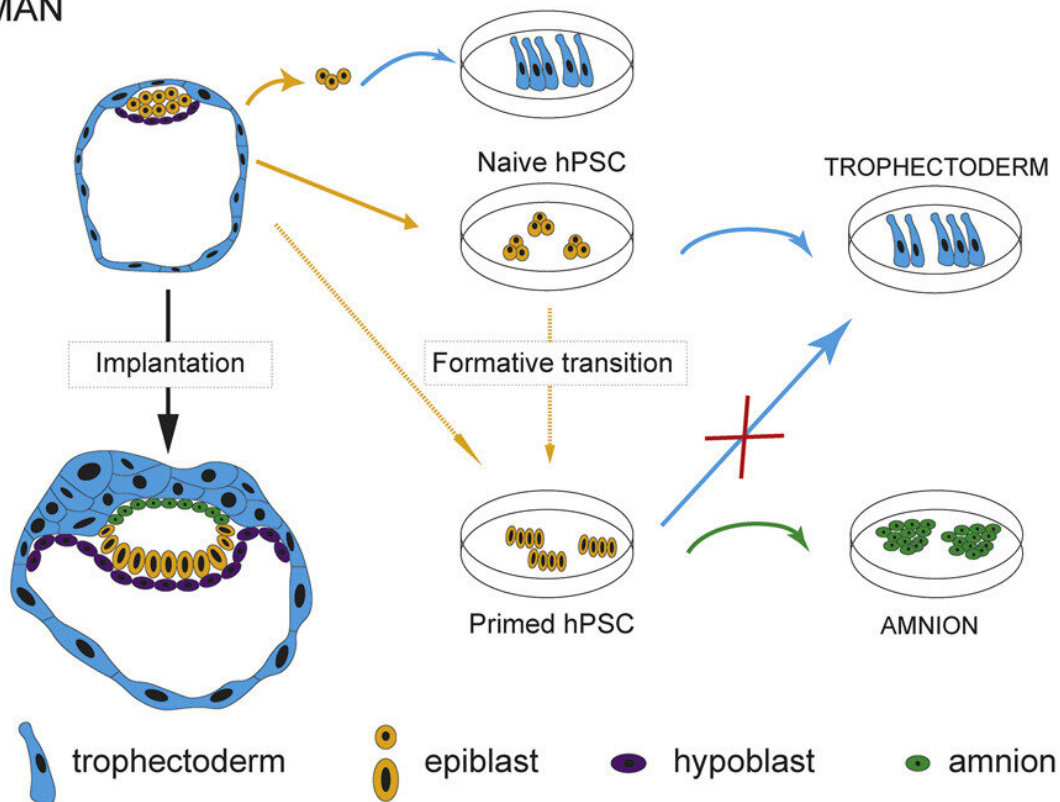 MAN
Naive hPSC
TROPHECTODERM
Implantation
Formative transition
Primed hPSC
AMNION
trophectoderm
epiblast
hypoblast
amnion